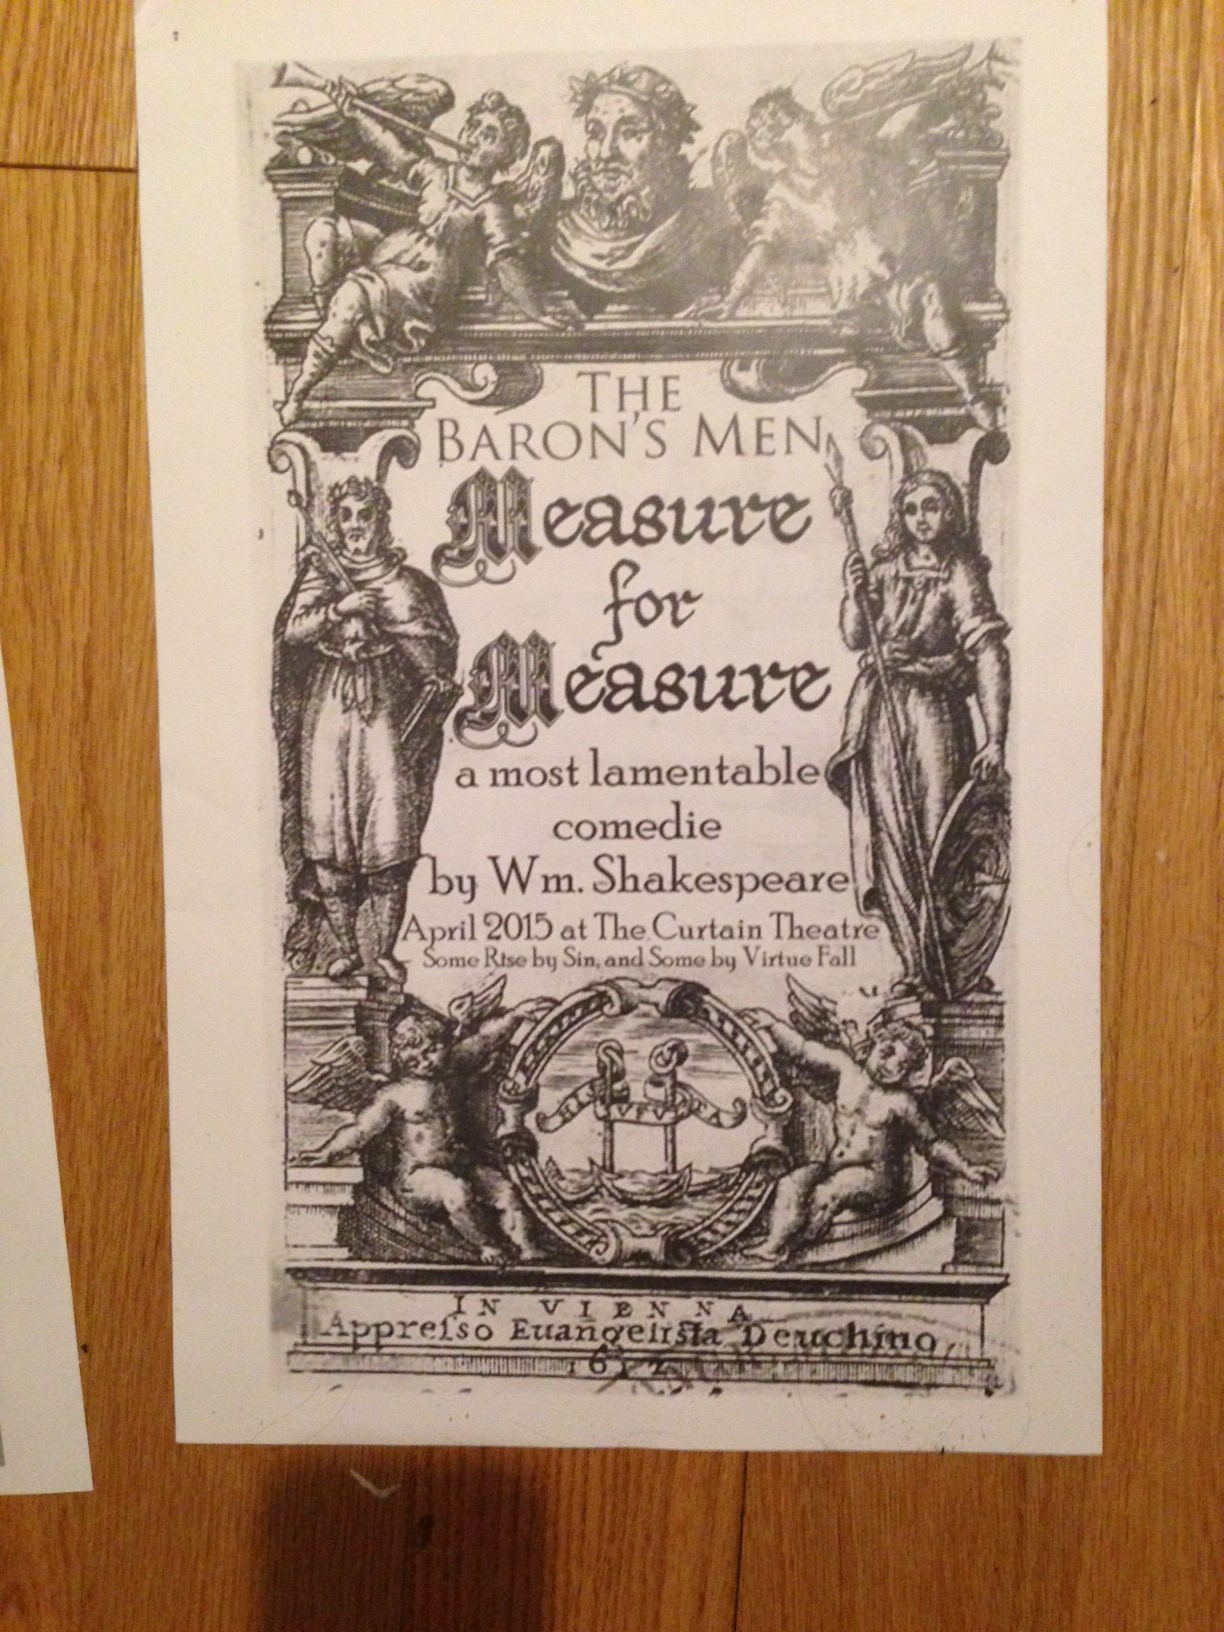 THE
BARON'S MEN
Measure
for
Measure
a most lamentable
comedie
by Wm. Shakespeare
April 2015 at The Curtain Theatre
Some Rise by Sin, and Some by Virtue Fall
IN VIENNA
Appresso Euangelista Deuchino